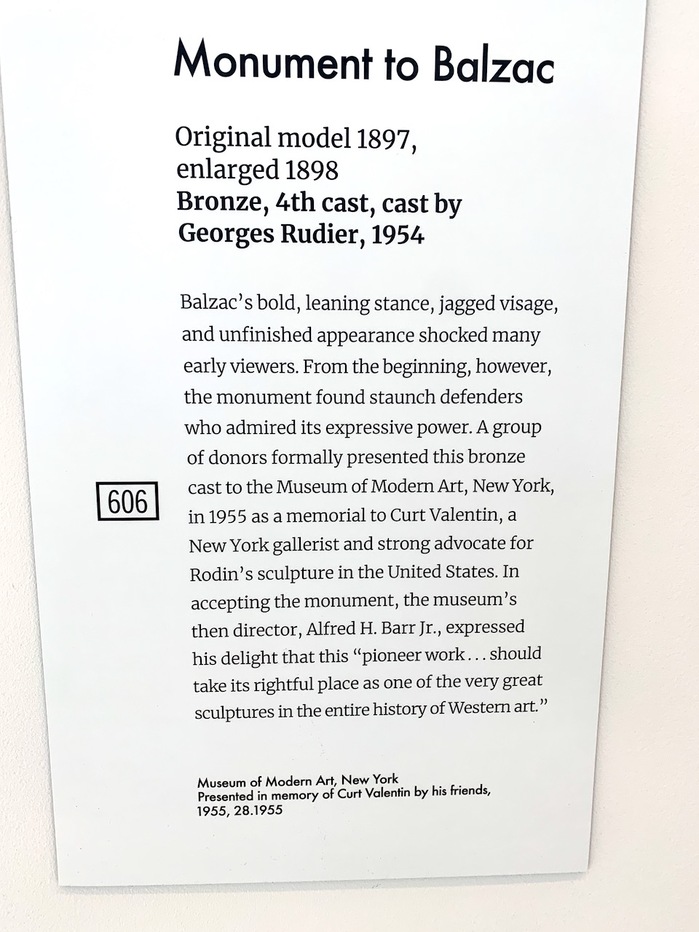 Monument to Balzac
Original model 1897,
enlarged 1898
Bronze, 4th cast, cast by
Georges Rudier, 1954
Balzac's bold, leaning stance, jagged visage,
and unfinished appearance shocked many
early viewers. From the beginning, however,
the monument found staunch defenders
who admired its expressive power. A group
of donors formally presented this bronze
cast to the Museum of Modern Art, New York,
in 1955 as a memorial to Curt Valentin, a
New York gallerist and strong advocate for
Rodin's sculpture in the United States. In
accepting the monument, the museum's
then director, Alfred H. Barr Jr., expressed
his delight that this “pioneer work . . . should
take its rightful place as one of the very great
sculptures in the entire history of Western art.”
606
Museum of Modern Art, New York
Presented in memory of Curt Valentin by his friends,
1955, 28.1955